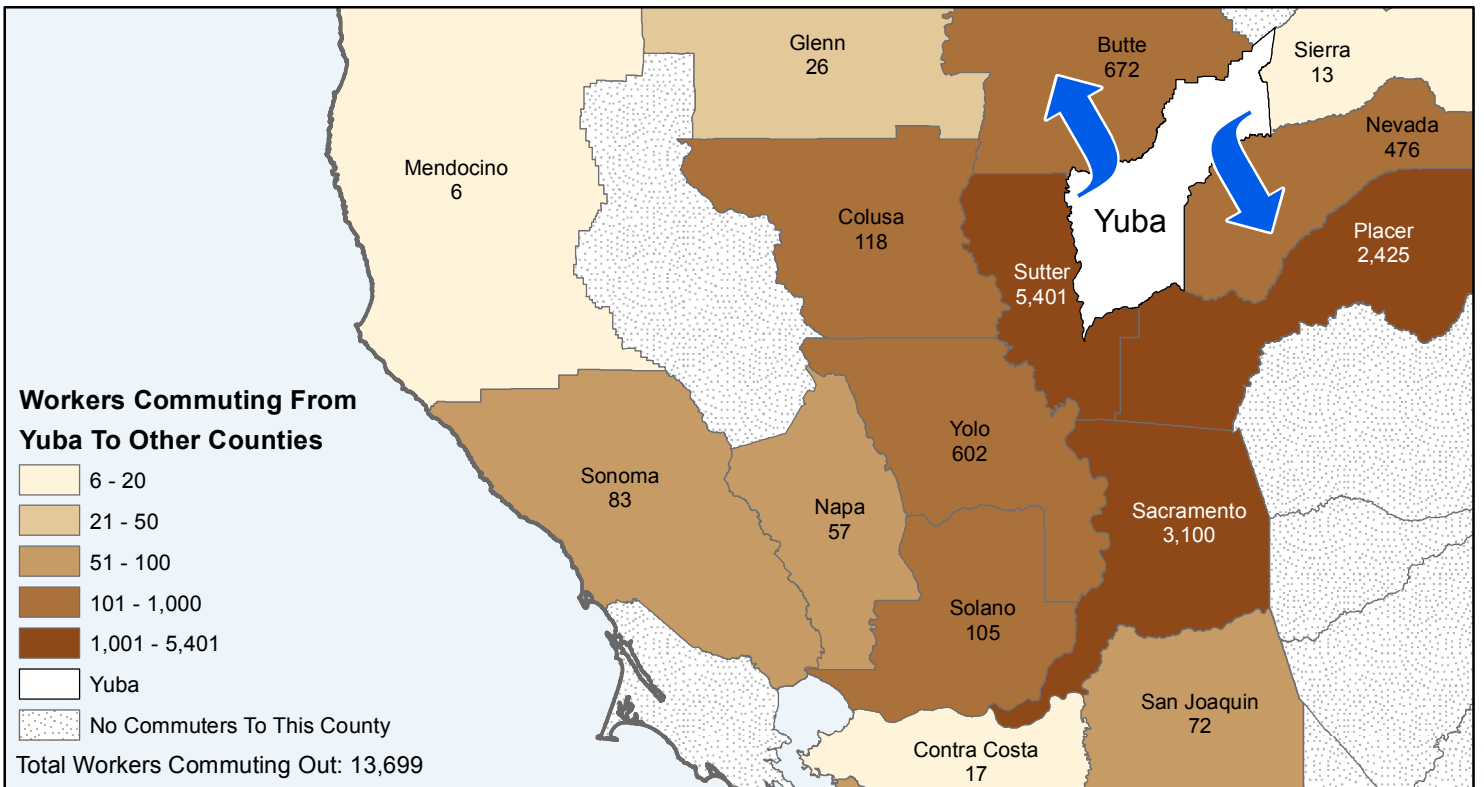 Glenn
26
Butte
672
Sierra
13
Mendocino
6
Nevada
476
Colusa
118
Yuba
Placer
2,425
Sutter
5,401
Workers Commuting From
Yuba To Other Counties
6 - 20
21 - 50
51 - 100
101 - 1,000
1,001 - 5,401
Yuba
No Commuters To This County
Total Workers Commuting Out: 13,699
Yolo
602
Sonoma
83
Napa
57
Sacramento
3,100
Solano
105
San Joaquin
72
Contra Costa
17